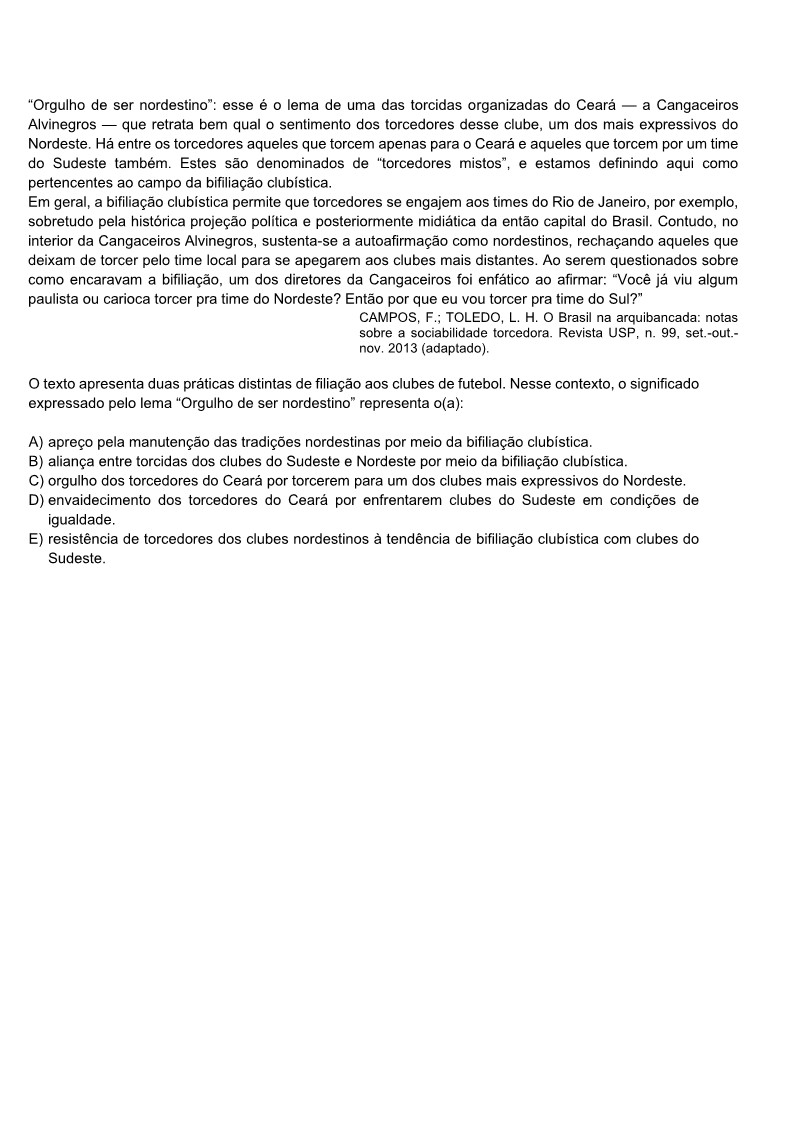 “Orgulho de ser nordestino”: esse é o lema de uma das torcidas organizadas do Ceará — a Cangaceiros
Alvinegros — que retrata bem qual o sentimento dos torcedores desse clube, um dos mais expressivos do
Nordeste. Há entre os torcedores aqueles que torcem apenas para o Ceará e aqueles que torcem por um time
do Sudeste também. Estes são denominados de “torcedores mistos”, e estamos definindo aqui como
pertencentes ao campo da bifiliação clubística.
Em geral, a bifiliação clubística permite que torcedores se engajem aos times do Rio de Janeiro, por exemplo,
sobretudo pela histórica projeção política e posteriormente midiática da então capital do Brasil. Contudo, no
interior da Cangaceiros Alvinegros, sustenta-se a autoafirmação como nordestinos, rechaçando aqueles que
deixam de torcer pelo time local para se apegarem aos clubes mais distantes. Ao serem questionados sobre
como encaravam a bifiliação, um dos diretores da Cangaceiros foi enfático ao afirmar: “Você já viu algum
paulista ou carioca torcer pra time do Nordeste? Então por que eu vou torcer pra time do Sul?”
CAMPOS, F.; TOLEDO, L. H. O Brasil na arquibancada: notas
sobre a sociabilidade torcedora. Revista USP, n. 99, set.-out.-
nov. 2013 (adaptado).
O texto apresenta duas práticas distintas de filiação aos clubes de futebol. Nesse contexto, o significado
expressado pelo lema “Orgulho de ser nordestino” representa o(a):
A) apreço pela manutenção das tradições nordestinas por meio da bifiliação clubística.
B) aliança entre torcidas dos clubes do Sudeste e Nordeste por meio da bifiliação clubística.
C) orgulho dos torcedores do Ceará por torcerem para um dos clubes mais expressivos do Nordeste.
D) envaidecimento dos torcedores do Ceará por enfrentarem clubes do Sudeste em condições de
igualdade.
E) resistência de torcedores dos clubes nordestinos à tendência de bifiliação clubística com clubes do
Sudeste.